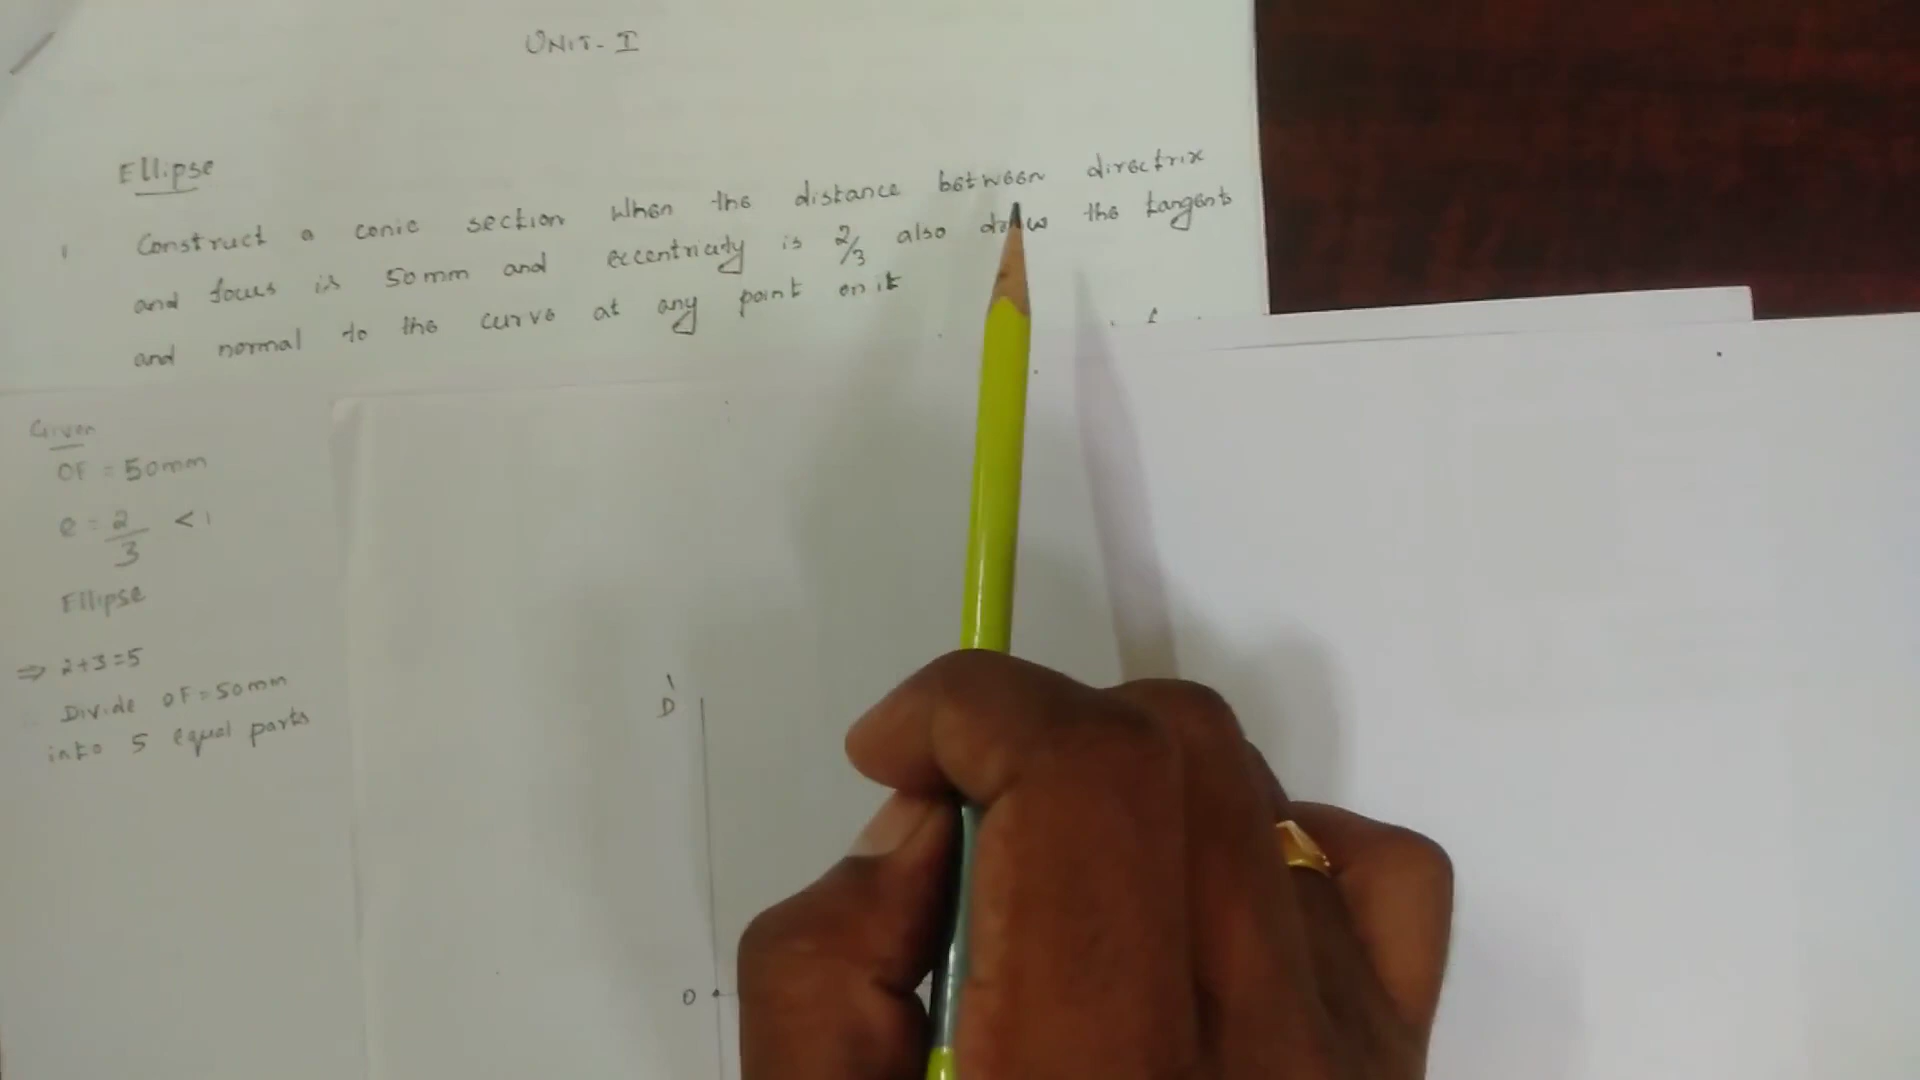 UNIT-I
Ellipse
1 Construct a conic section when the distance between directrix
and focus is 50mm and eccentricity is 2/3 also draw the tangent
and normal to the curve at any point on it
Given
OF = 50mm
e = 2/3 < 1
Ellipse
⇒ 2+3=5
Divide OF=50mm
into 5 equal parts
D'
O